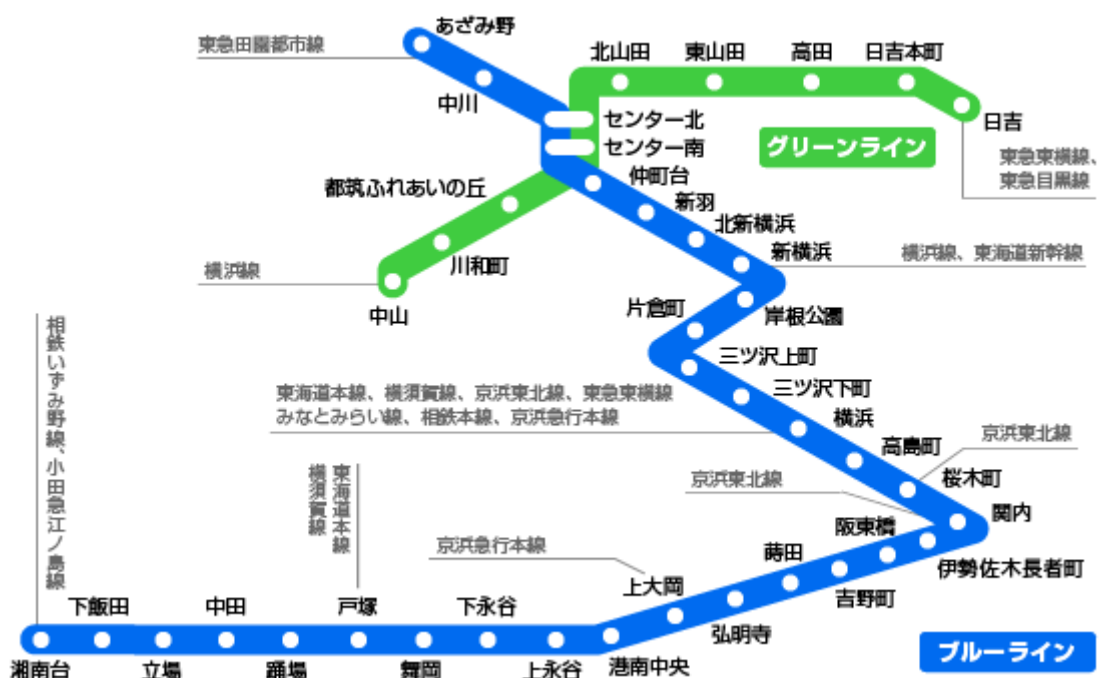 あざみ野
東急田園都市線
中川
北山田
東山田
高田
日吉本町
日吉
センター北
センター南
グリーンライン
東急東横線、
東急目黒線
都筑ふれあいの丘
仲町台
新羽
北新横浜
新横浜
横浜線、東海道新幹線
川和町
横浜線
中山
片倉町
岸根公園
三ツ沢上町
三ツ沢下町
相鉄いずみ野線、小田急江ノ島線
東海道本線、横須賀線、京浜東北線、東急東横線
みなとみらい線、相鉄本線、京浜急行本線
横浜
高島町
京浜東北線
桜木町
京浜東北線
関内
阪東橋
伊勢佐木長者町
東海道本線
横須賀線
京浜急行本線
蒔田
吉野町
上大岡
弘明寺
下飯田
中田
戸塚
下永谷
湘南台
立場
踊場
舞岡
上永谷
港南中央
ブルーライン